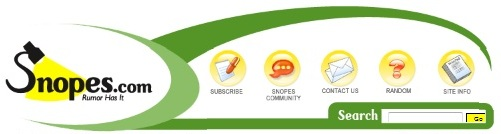 Snopes.com
Rumor Has It
SUBSCRIBE
SNOPES COMMUNITY
CONTACT US
RANDOM
SITE INFO
Search
Go